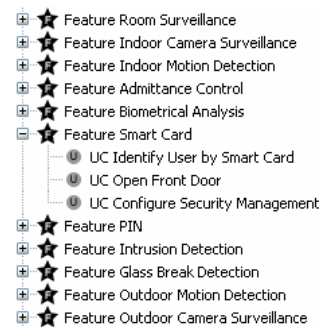 Feature Room Surveillance
Feature Indoor Camera Surveillance
Feature Indoor Motion Detection
Feature Admittance Control
Feature Biometrical Analysis
Feature Smart Card
UC Identify User by Smart Card
UC Open Front Door
UC Configure Security Management
Feature PIN
Feature Intrusion Detection
Feature Glass Break Detection
Feature Outdoor Motion Detection
Feature Outdoor Camera Surveillance